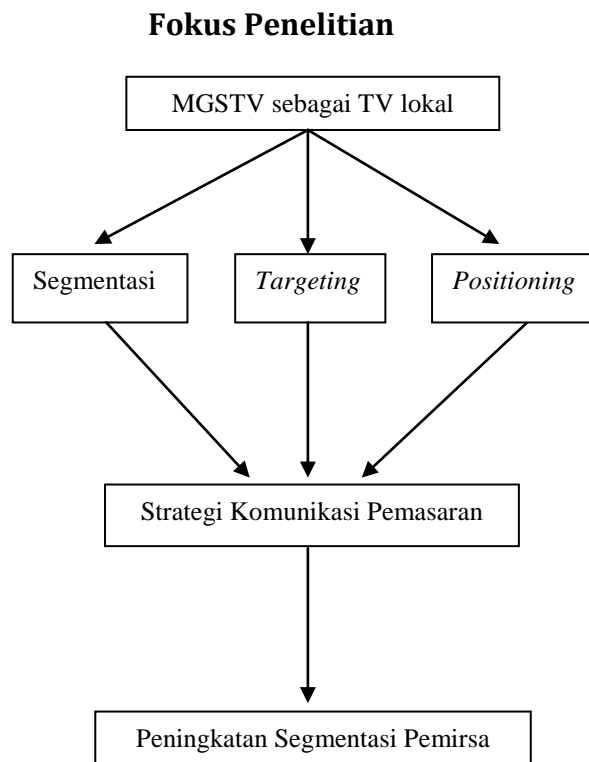 Fokus Penelitian
MGSTV sebagai TV lokal
Segmentasi
Targeting
Positioning
Strategi Komunikasi Pemasaran
Peningkatan Segmentasi Pemirsa